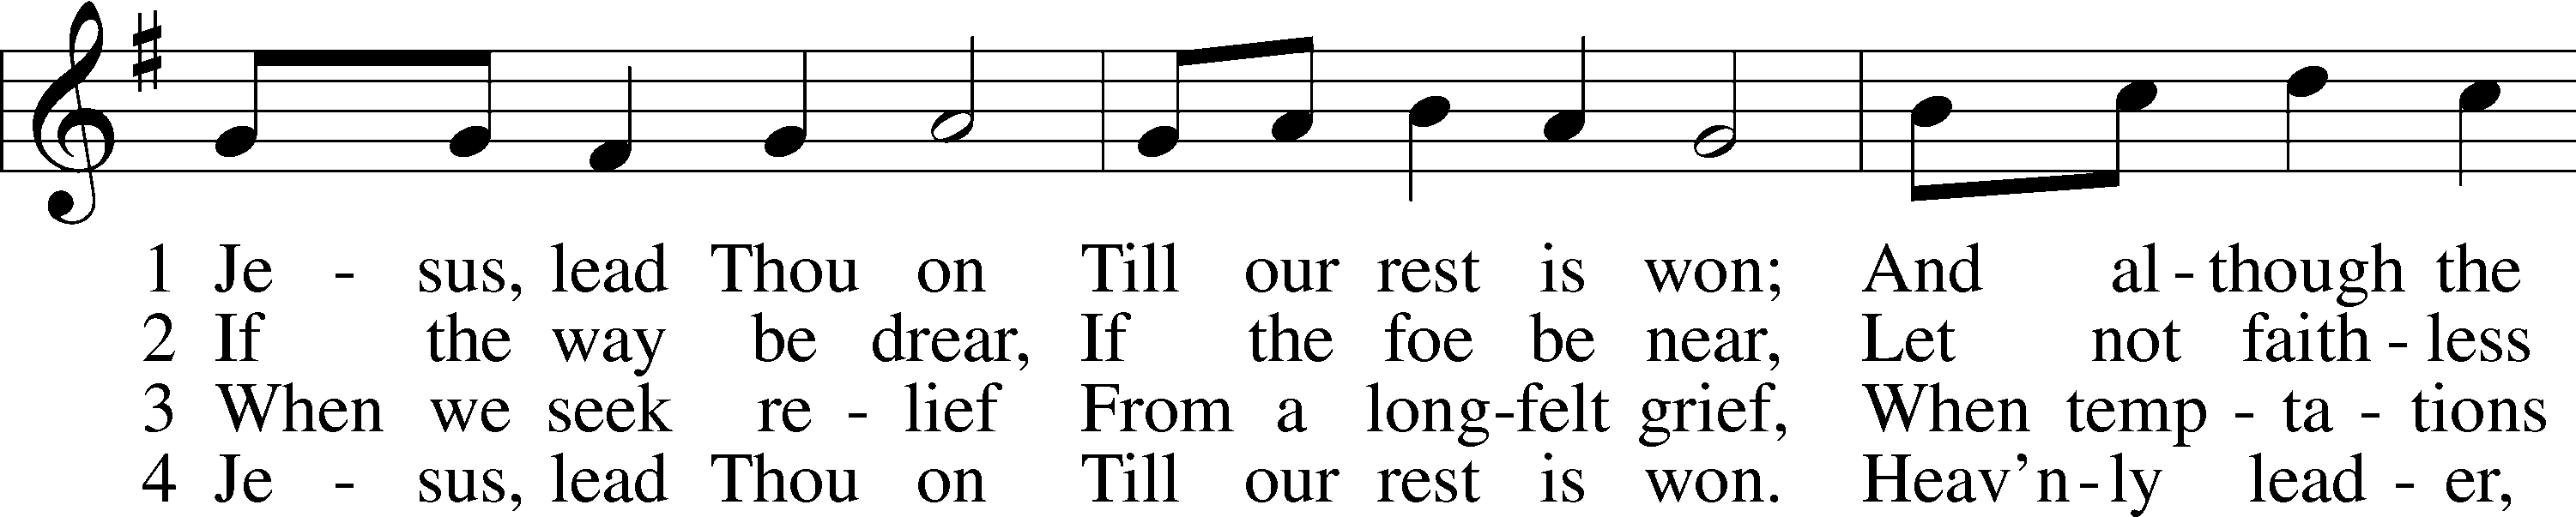 1 Je - sus, lead Thou on Till our rest is won; And al - though the
2 If the way be drear, If the foe be near, Let not faith - less
3 When we seek re - lief From a long-felt grief, When temp - ta - tions
4 Je - sus, lead Thou on Till our rest is won. Heav'n - ly lead - er,